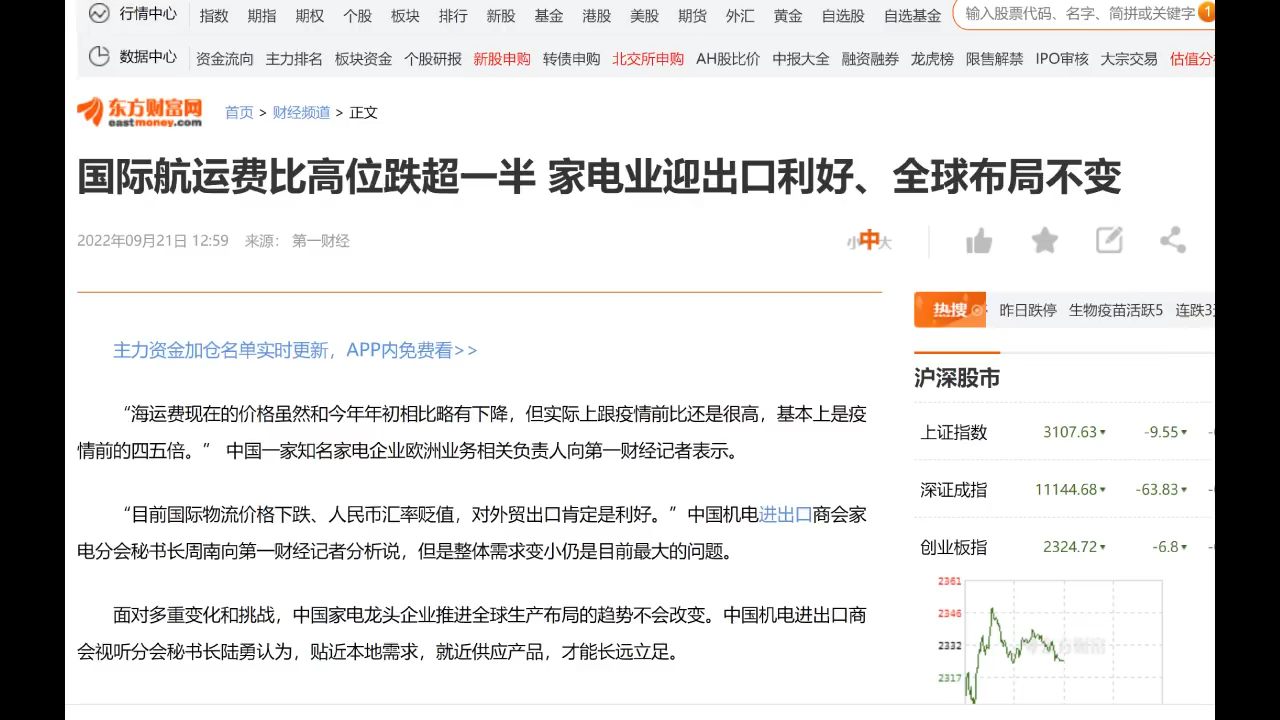 行情中心 指数 期指 期权 个股 板块 排行 新股 基金 港股 美股 期货 外汇 黄金 自选股 自选基金 输入股票代码、名字、简拼或关键字 1
数据中心 资金流向 主力排名 板块资金 个股研报 新股申购 转债申购 北交所申购 AH股比价 中报大全 融资融券 龙虎榜 限售解禁 IPO审核 大宗交易 估值分
东方财富网
eastmoney.com
首页 > 财经频道 > 正文
国际航运费比高位跌超一半 家电业迎出口利好、全球布局不变
2022年09月21日 12:59 来源： 第一财经
小中大
热搜 昨日跌停 生物疫苗活跃5 连跌3
主力资金加仓名单实时更新，APP内免费看>>
“海运费现在的价格虽然和今年年初相比略有下降，但实际上跟疫情前比还是很高，基本上是疫
情前的四五倍。” 中国一家知名家电企业欧洲业务相关负责人向第一财经记者表示。
“目前国际物流价格下跌、人民币汇率贬值，对外贸出口肯定是利好。”中国机电进出口商会家
电分会秘书长周南向第一财经记者分析说，但是整体需求变小仍是目前最大的问题。
面对多重变化和挑战，中国家电龙头企业推进全球生产布局的趋势不会改变。中国机电进出口商
会视听分会秘书长陆勇认为，贴近本地需求，就近供应产品，才能长远立足。
沪深股市
上证指数 3107.63▼ -9.55▼ -
深证成指 11144.68▼ -63.83▼ -
创业板指 2324.72▼ -6.8▼ -
2361
2346
2332
2317